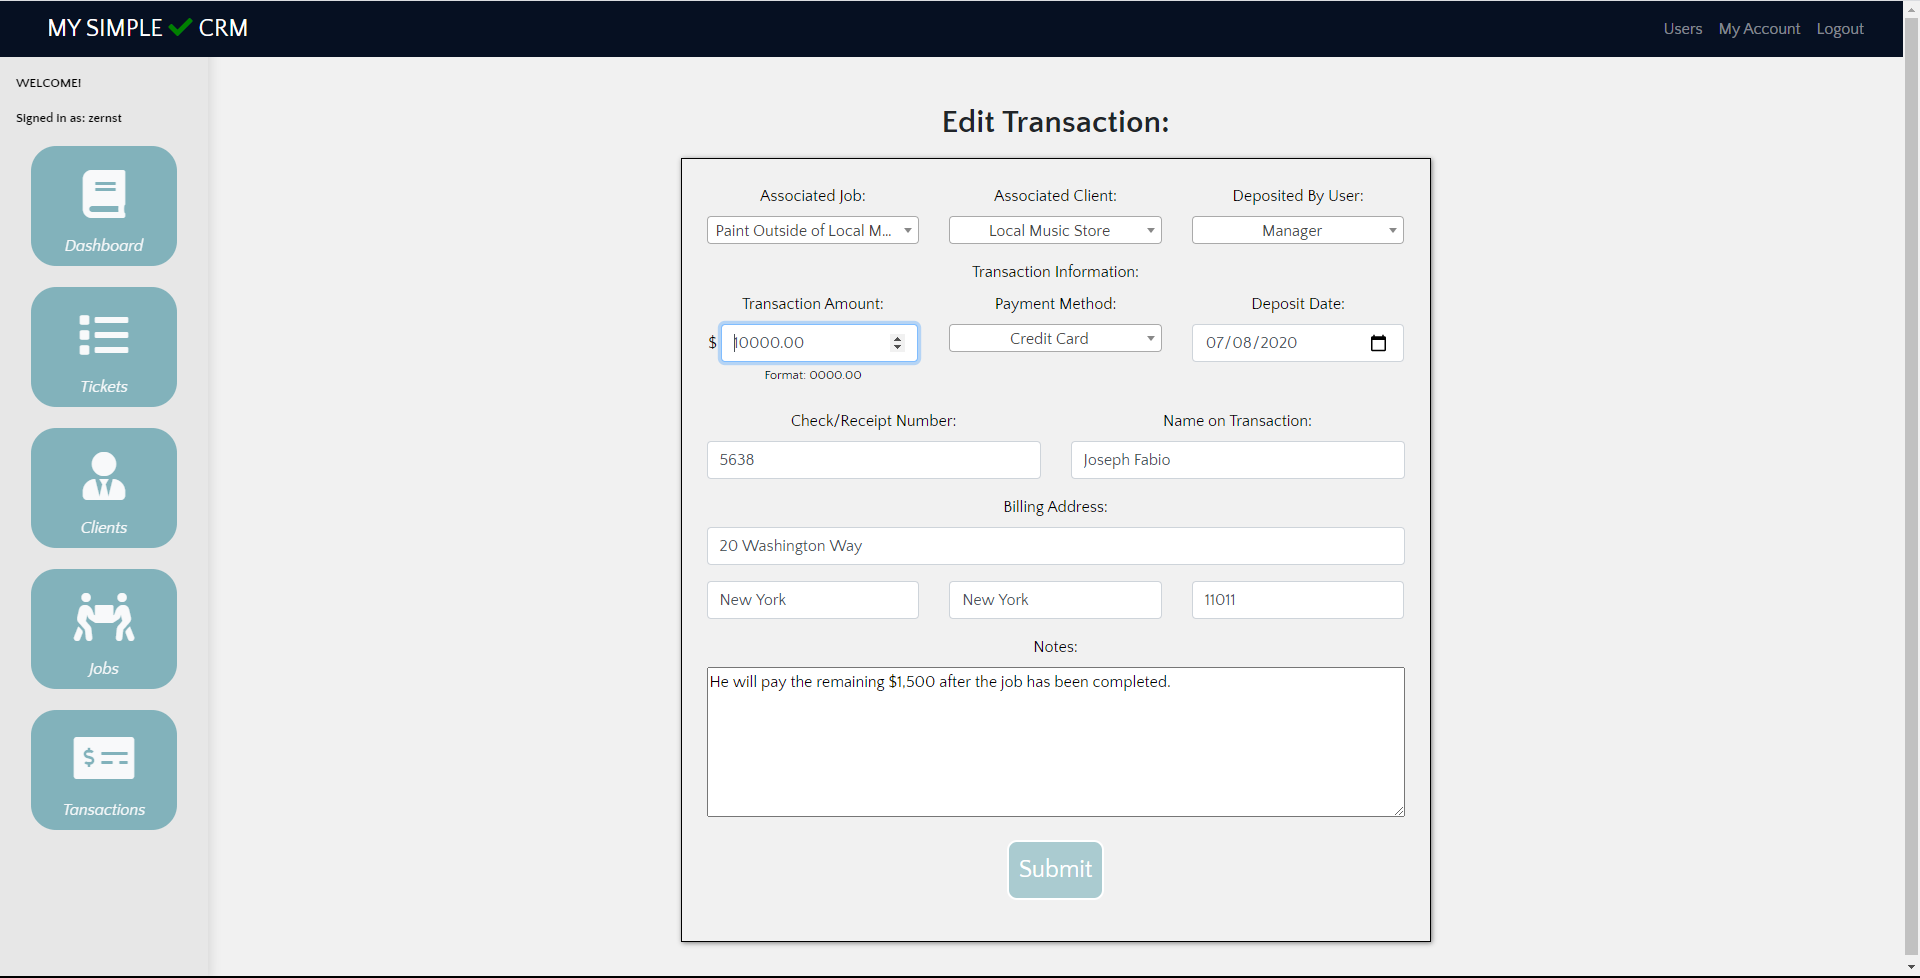 MY SIMPLE CRM
Users My Account Logout
WELCOME!
Signed In as: zernst
Dashboard
Tickets
Clients
Jobs
$
Tansactions
Edit Transaction:
Associated Job: Associated Client: Deposited By User:
Paint Outside of Local M... Local Music Store Manager
Transaction Information:
Transaction Amount: Payment Method: Deposit Date:
$ 10000.00 Credit Card 07/08/2020
Format: 0000.00
Check/Receipt Number: Name on Transaction:
5638 Joseph Fabio
Billing Address:
20 Washington Way
New York New York 11011
Notes:
He will pay the remaining $1,500 after the job has been completed.
Submit